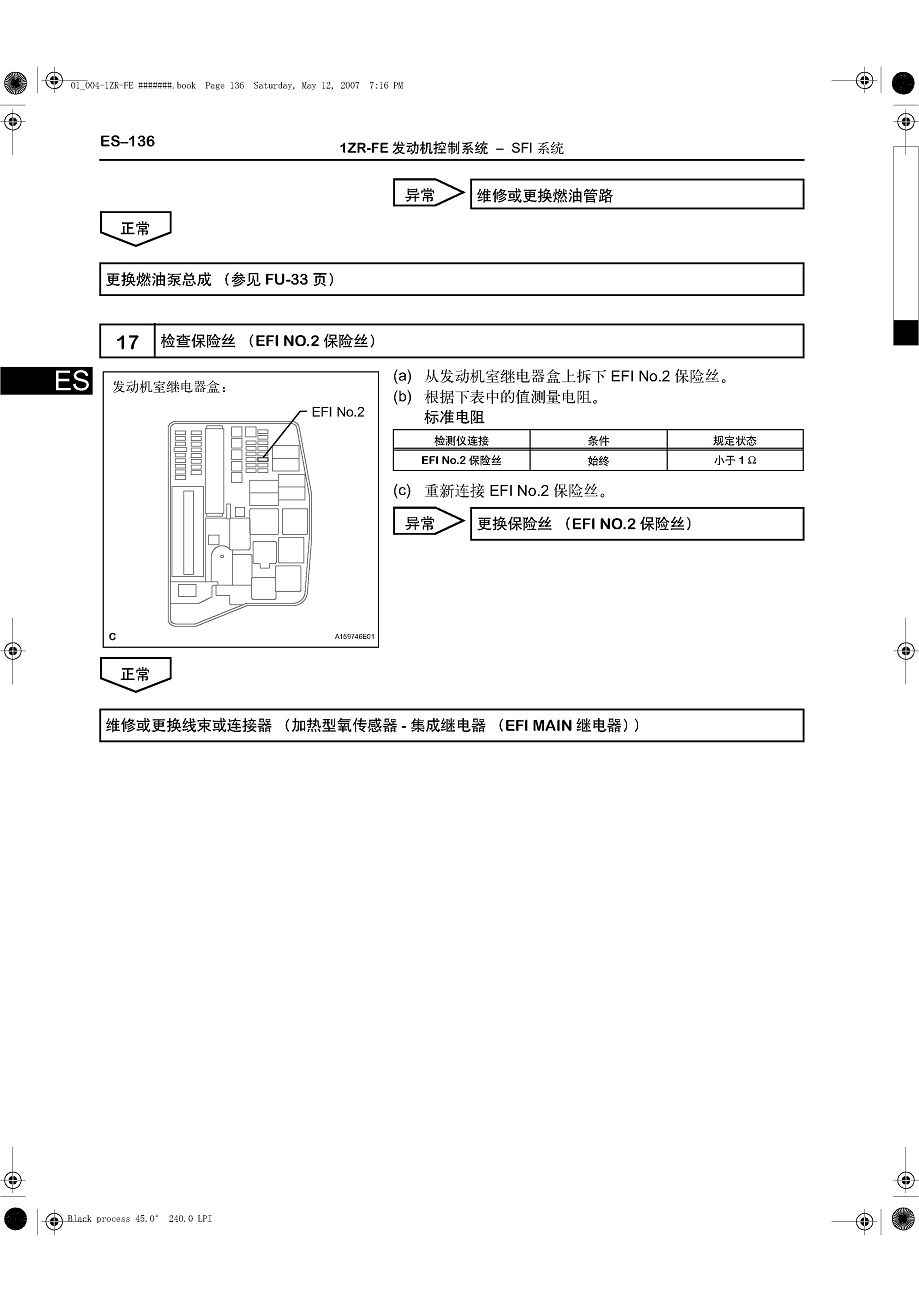 01_004-1ZR-FE #######.book Page 136 Saturday, May 12, 2007 7:16 PM
ES–136
1ZR-FE 发动机控制系统 – SFI 系统
异常
维修或更换燃油管路
正常
更换燃油泵总成 (参见 FU-33 页)
17 检查保险丝 (EFI NO.2 保险丝)
ES
发动机室继电器盒:
EFI No.2
C
A159746E01
(a) 从发动机室继电器盒上拆下 EFI No.2 保险丝。
(b) 根据下表中的值测量电阻。
标准电阻
检测仪连接 条件 规定状态
EFI No.2 保险丝 始终 小于 1 Ω
(c) 重新连接 EFI No.2 保险丝。
异常
更换保险丝 (EFI NO.2 保险丝)
正常
维修或更换线束或连接器 (加热型氧传感器 - 集成继电器 (EFI MAIN 继电器))
Black process 45.0° 240.0 LPI